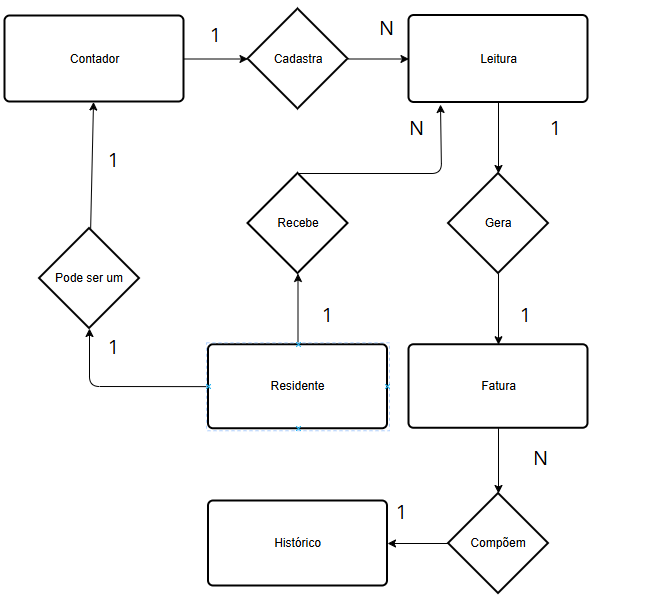 1
N
Contador
Cadastra
Leitura
N
1
1
Recebe
Gera
Pode ser um
1
1
1
Residente
Fatura
N
1
Histórico
Compõem